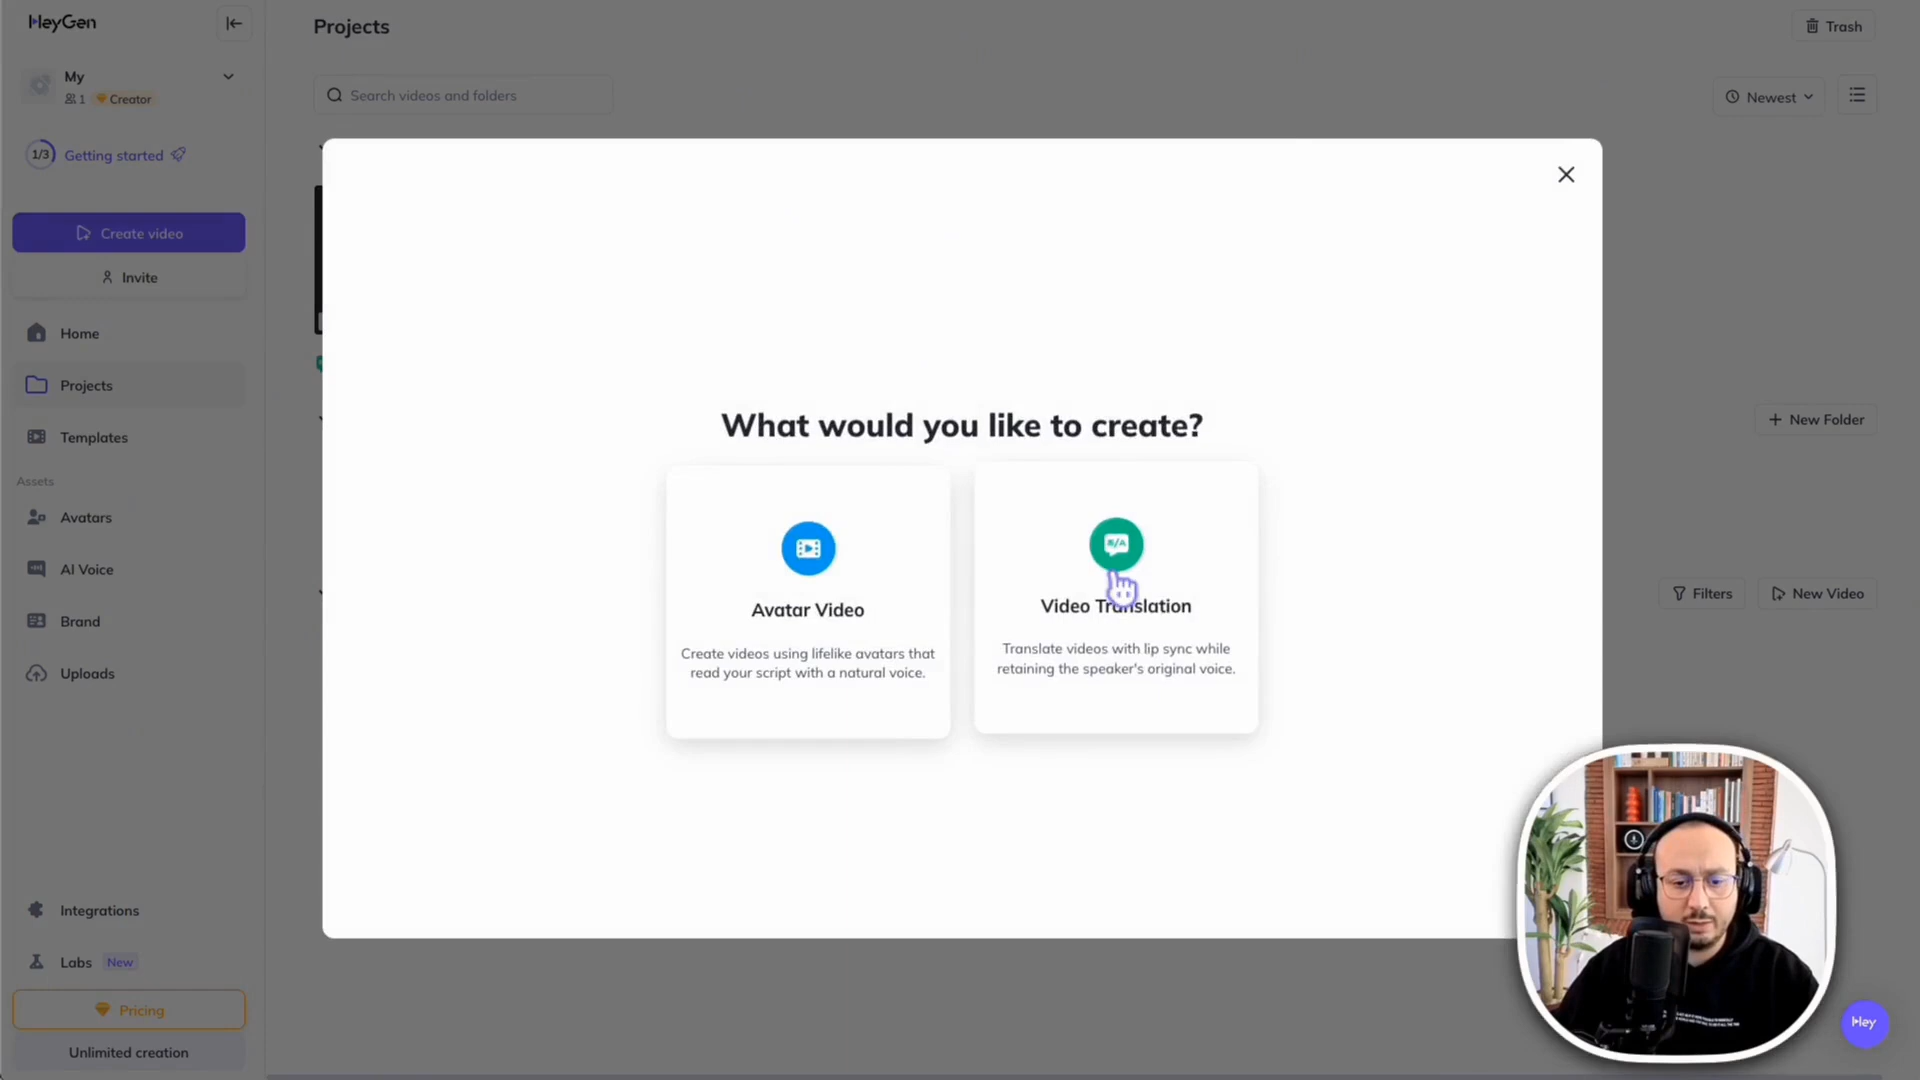 HeyGen
Projects
Trash
My
1 Creator
Search videos and folders
Newest
1/3 Getting started
Create video
Invite
Home
Projects
Templates
Assets
Avatars
AI Voice
Brand
Uploads
Integrations
Labs New
Pricing
Unlimited creation
What would you like to create?
Avatar Video
Create videos using lifelike avatars that
read your script with a natural voice.
Video Translation
Translate videos with lip sync while
retaining the speaker's original voice.
New Folder
Filters
New Video
Hey